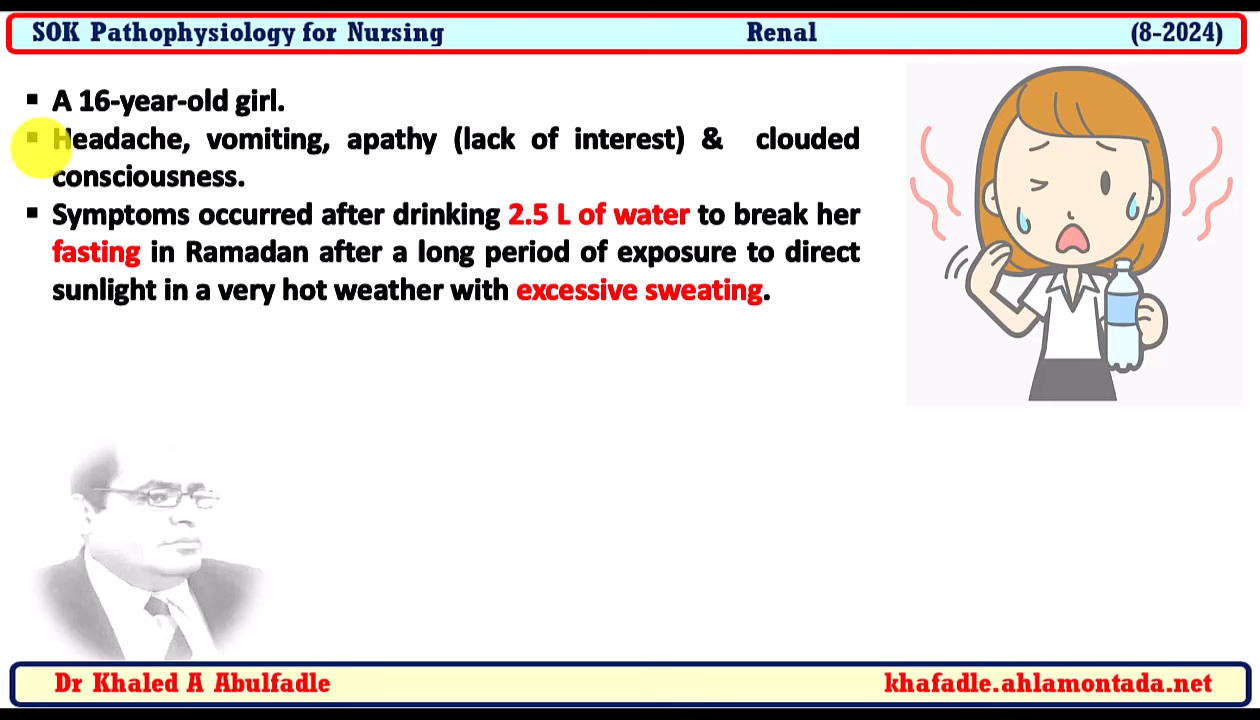 SOK Pathophysiology for Nursing Renal (8-2024)
▪ A 16-year-old girl.
▪ Headache, vomiting, apathy (lack of interest) & clouded
consciousness.
▪ Symptoms occurred after drinking 2.5 L of water to break her
fasting in Ramadan after a long period of exposure to direct
sunlight in a very hot weather with excessive sweating.
Dr Khaled A Abulfadle khafadle.ahlamontada.net